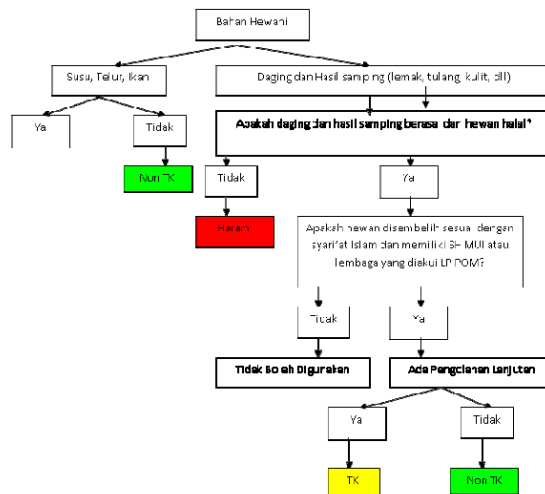 Bahan Hewani
Susu, Telur, Ikan
Daging dan Hasil samping (lemak, tulang, kulit, dll)
Ya
Tidak
Apakah daging dan hasil samping berasal dari hewan halal?
Non TK
Tidak
Ya
Haram
Apakah hewan disembelih sesuai dengan
syariat Islam dan memiliki SH MUI atau
lembaga yang diakui LP POM?
Tidak
Ya
Tidak Boleh Digunakan
Ada Pengolahan Lanjutan
Ya
Tidak
TK
Non TK